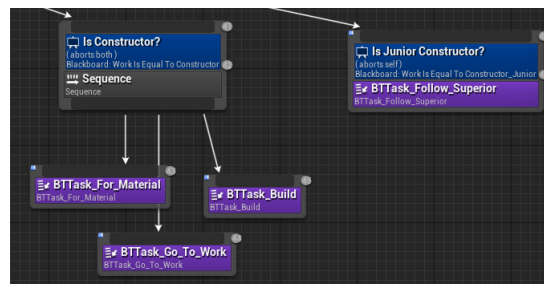 Is Constructor?
( aborts both )
Blackboard: Work Is Equal To Constructor
Sequence
Sequence
Is Junior Constructor?
( aborts self )
Blackboard: Work Is Equal To Constructor_Junior
BTTask_Follow_Superior
BTTask_Follow_Superior
BTTask_For_Material
BTTask_For_Material
BTTask_Build
BTTask_Build
BTTask_Go_To_Work
BTTask_Go_To_Work